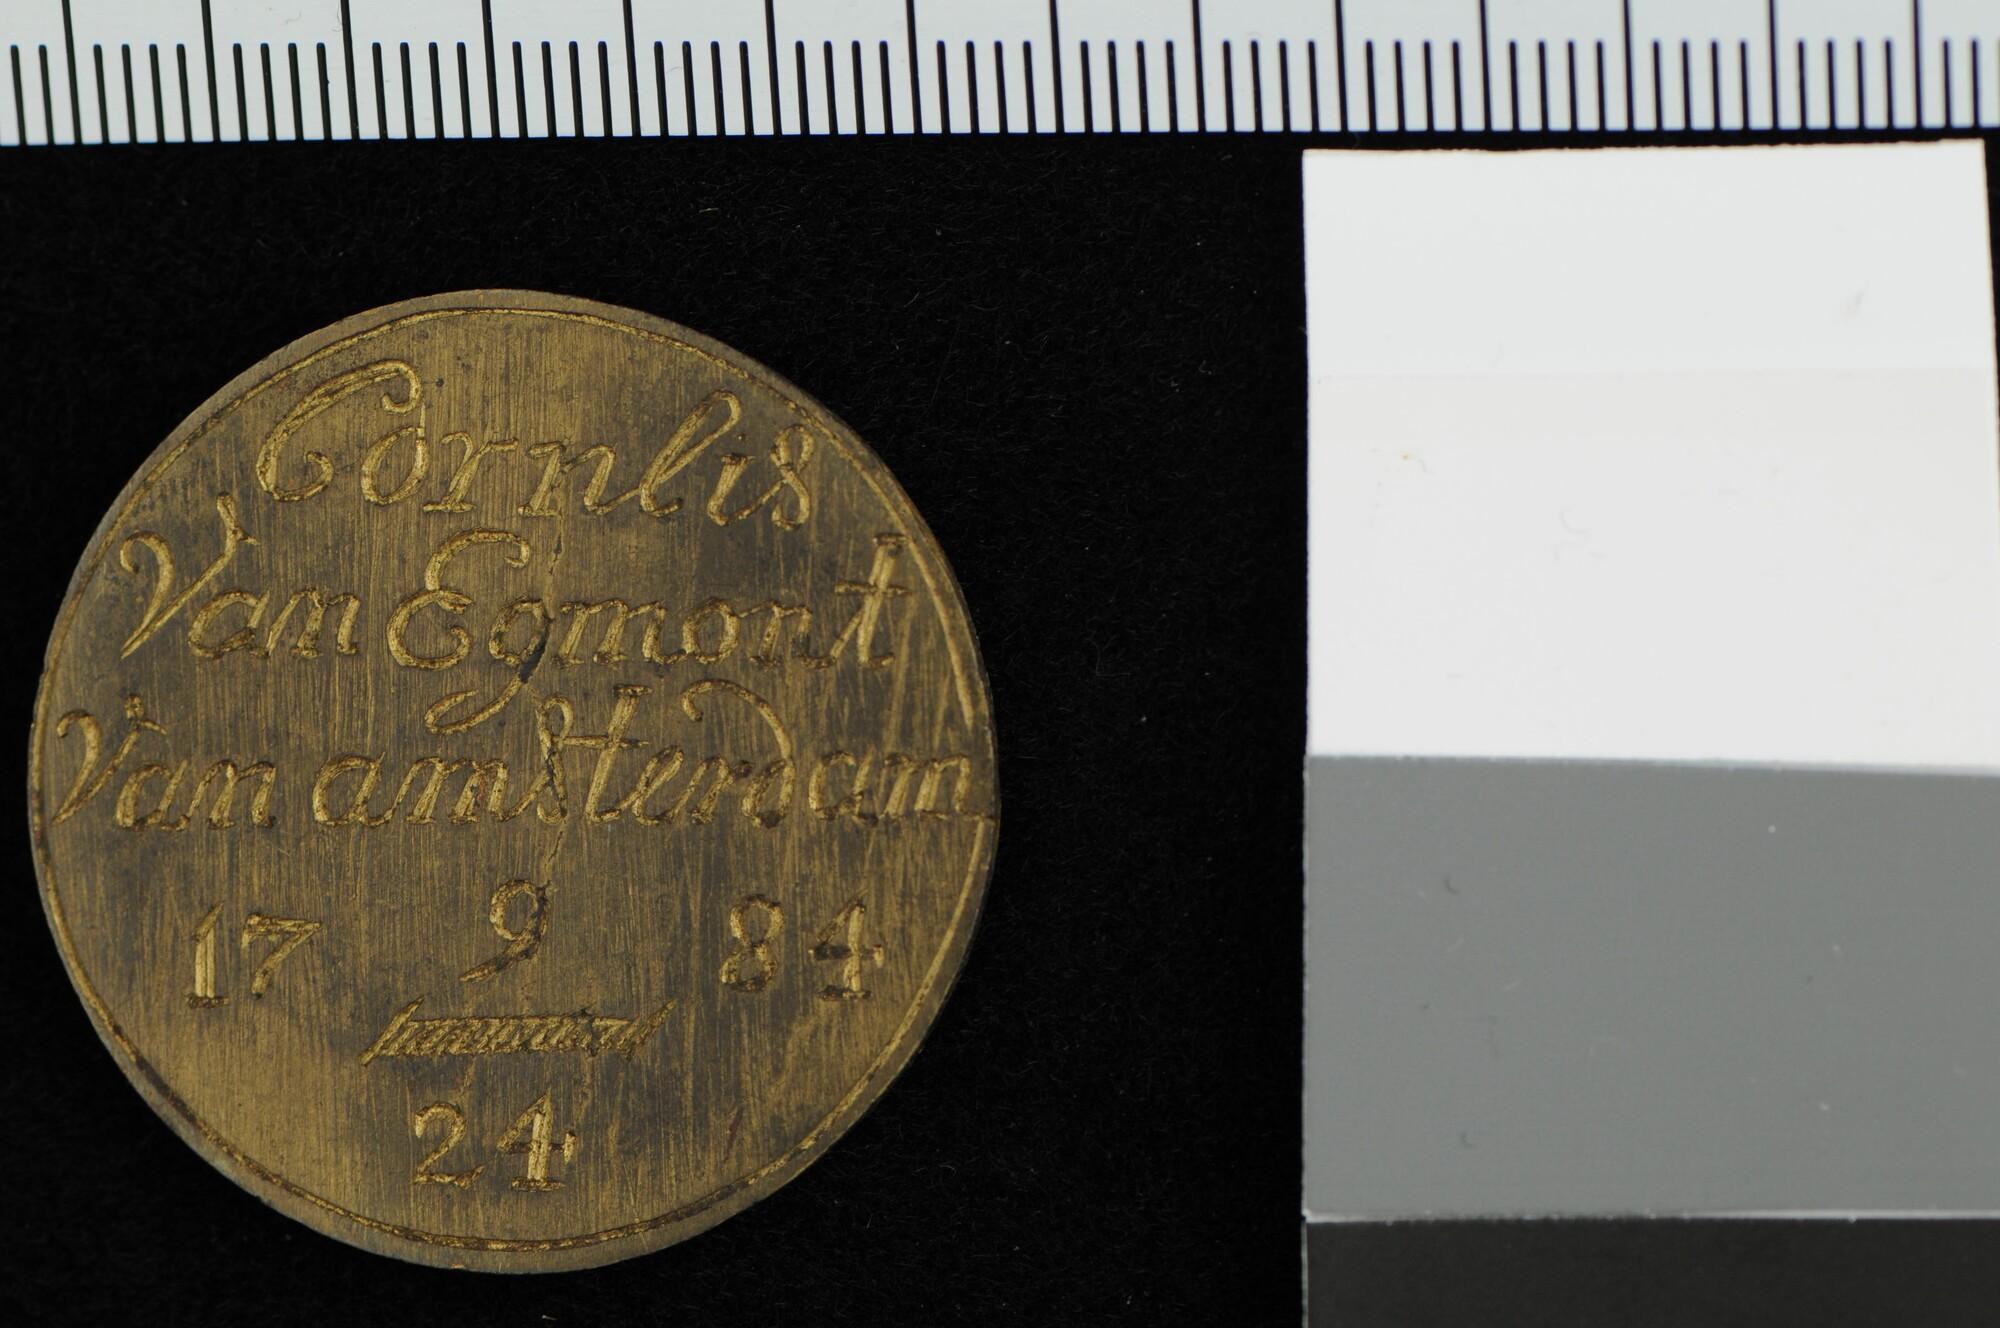 Cornlis
Van Egmont
Van amsterdam
17 9 84
24